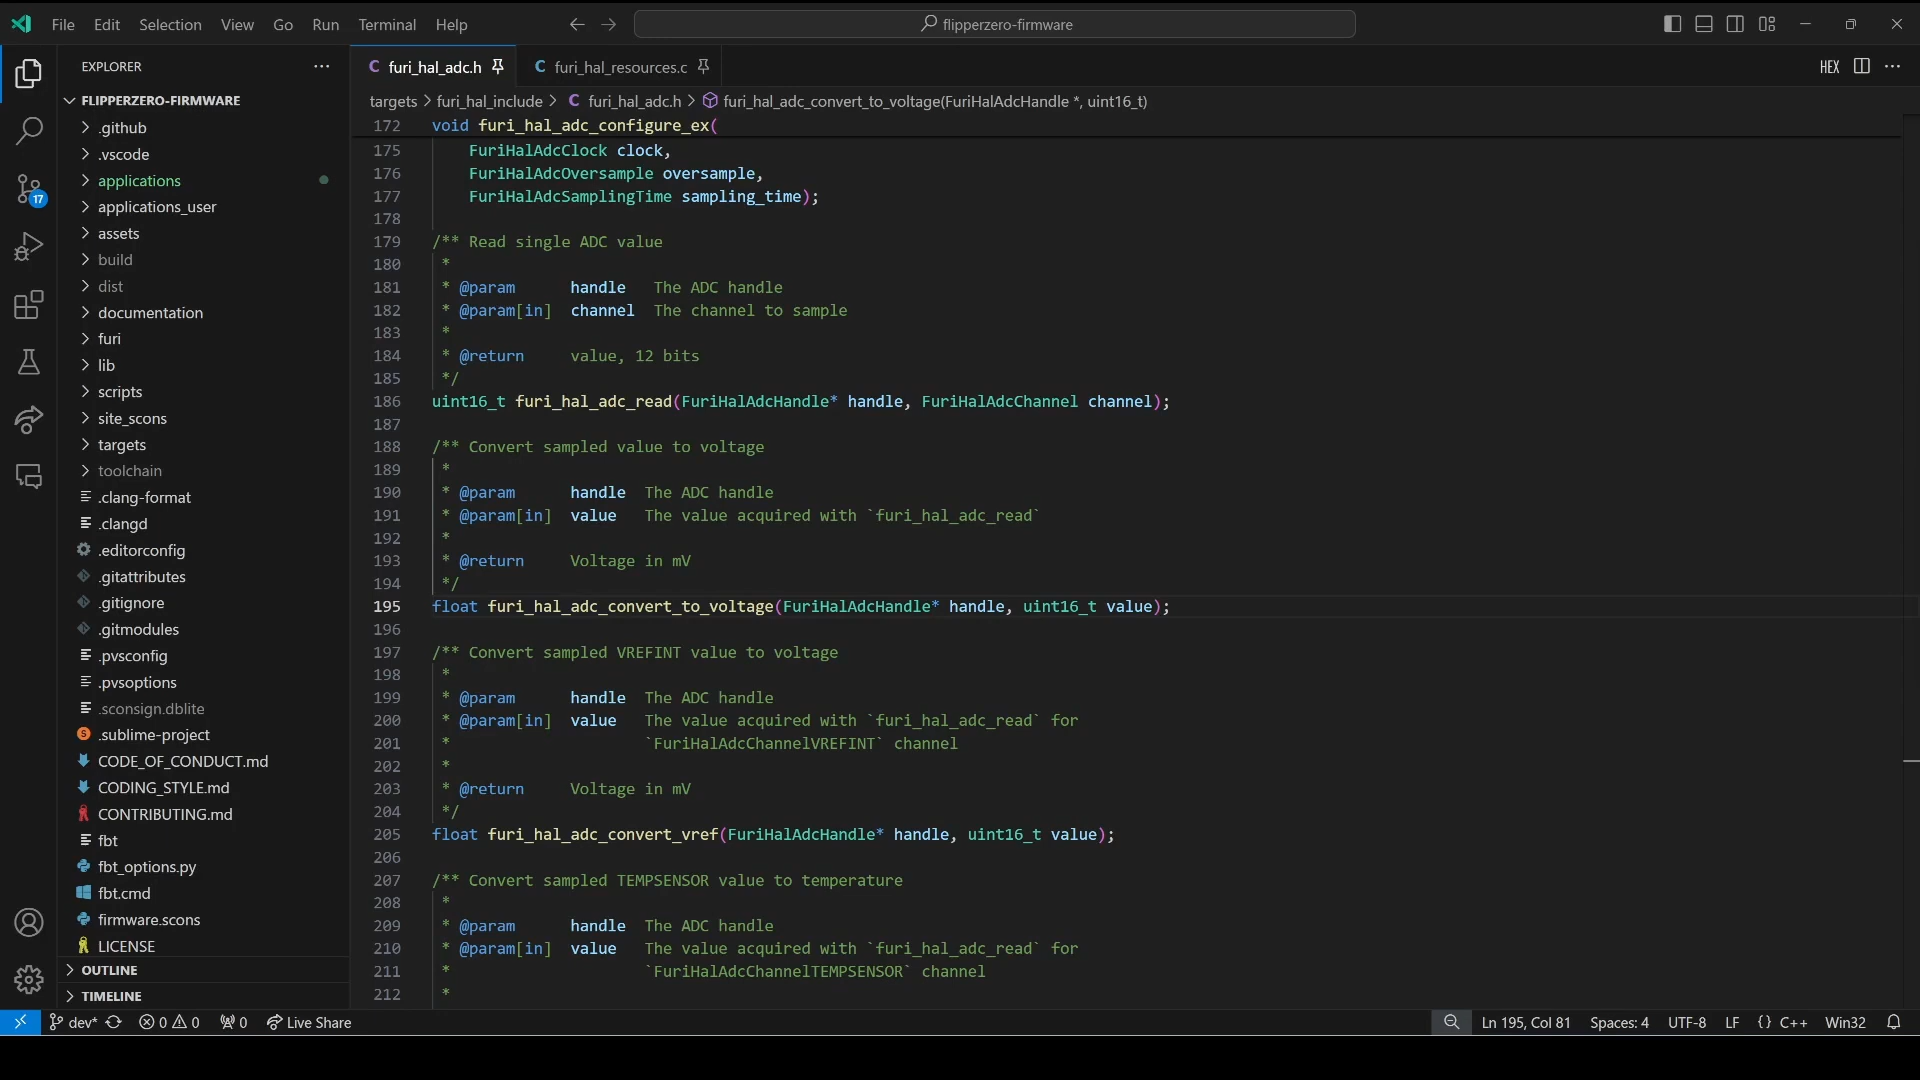 File Edit Selection View Go Run Terminal Help
flipperzero-firmware
EXPLORER
FLIPPERZERO-FIRMWARE
.github
.vscode
applications
applications_user
assets
build
dist
documentation
furi
lib
scripts
site_scons
targets
toolchain
.clang-format
.clangd
.editorconfig
.gitattributes
.gitignore
.gitmodules
.pvsconfig
.pvsoptions
.sconsign.dblite
.sublime-project
CODE_OF_CONDUCT.md
CODING_STYLE.md
CONTRIBUTING.md
fbt
fbt_options.py
fbt.cmd
firmware.scons
LICENSE
OUTLINE
TIMELINE
17
C furi_hal_adc.h C furi_hal_resources.c HEX
targets > furi_hal_include > C furi_hal_adc.h > furi_hal_adc_convert_to_voltage(FuriHalAdcHandle *, uint16_t)
172 void furi_hal_adc_configure_ex(
175 FuriHalAdcClock clock,
176 FuriHalAdcOversample oversample,
177 FuriHalAdcSamplingTime sampling_time);
178
179 /** Read single ADC value
180 *
181 * @param handle The ADC handle
182 * @param[in] channel The channel to sample
183 *
184 * @return value, 12 bits
185 */
186 uint16_t furi_hal_adc_read(FuriHalAdcHandle* handle, FuriHalAdcChannel channel);
187
188 /** Convert sampled value to voltage
189 *
190 * @param handle The ADC handle
191 * @param[in] value The value acquired with `furi_hal_adc_read`
192 *
193 * @return Voltage in mV
194 */
195 float furi_hal_adc_convert_to_voltage(FuriHalAdcHandle* handle, uint16_t value);
196
197 /** Convert sampled VREFINT value to voltage
198 *
199 * @param handle The ADC handle
200 * @param[in] value The value acquired with `furi_hal_adc_read` for
201 * `FuriHalAdcChannelVREFINT` channel
202 *
203 * @return Voltage in mV
204 */
205 float furi_hal_adc_convert_vref(FuriHalAdcHandle* handle, uint16_t value);
206
207 /** Convert sampled TEMPSENSOR value to temperature
208 *
209 * @param handle The ADC handle
210 * @param[in] value The value acquired with `furi_hal_adc_read` for
211 * `FuriHalAdcChannelTEMPSENSOR` channel
212 *
dev* 0 0 0 Live Share Ln 195, Col 81 Spaces: 4 UTF-8 LF {} C++ Win32